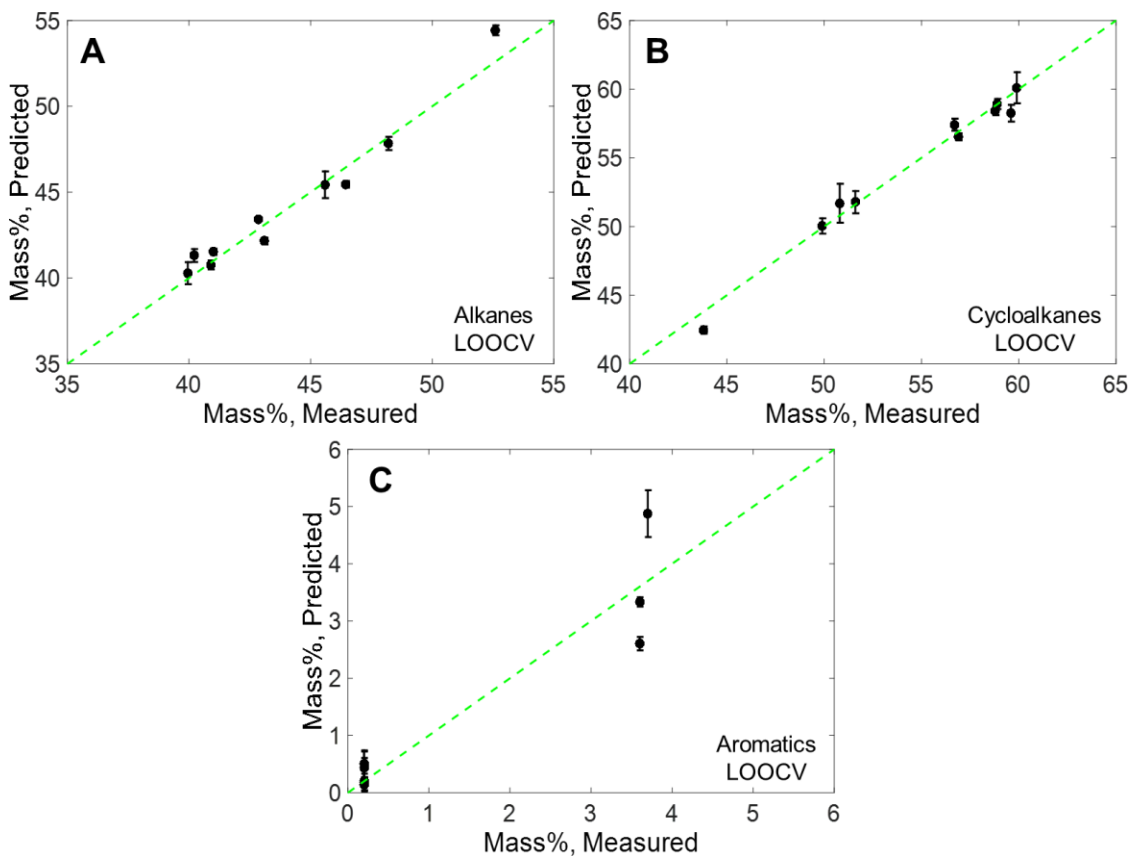 A
55
50
45
40
35
Mass%, Predicted
Alkanes
LOOCV
35 40 45 50 55
Mass%, Measured
B
65
60
55
50
45
40
Mass%, Predicted
Cycloalkanes
LOOCV
40 45 50 55 60 65
Mass%, Measured
C
6
5
4
3
2
1
0
Mass%, Predicted
Aromatics
LOOCV
0 1 2 3 4 5 6
Mass%, Measured